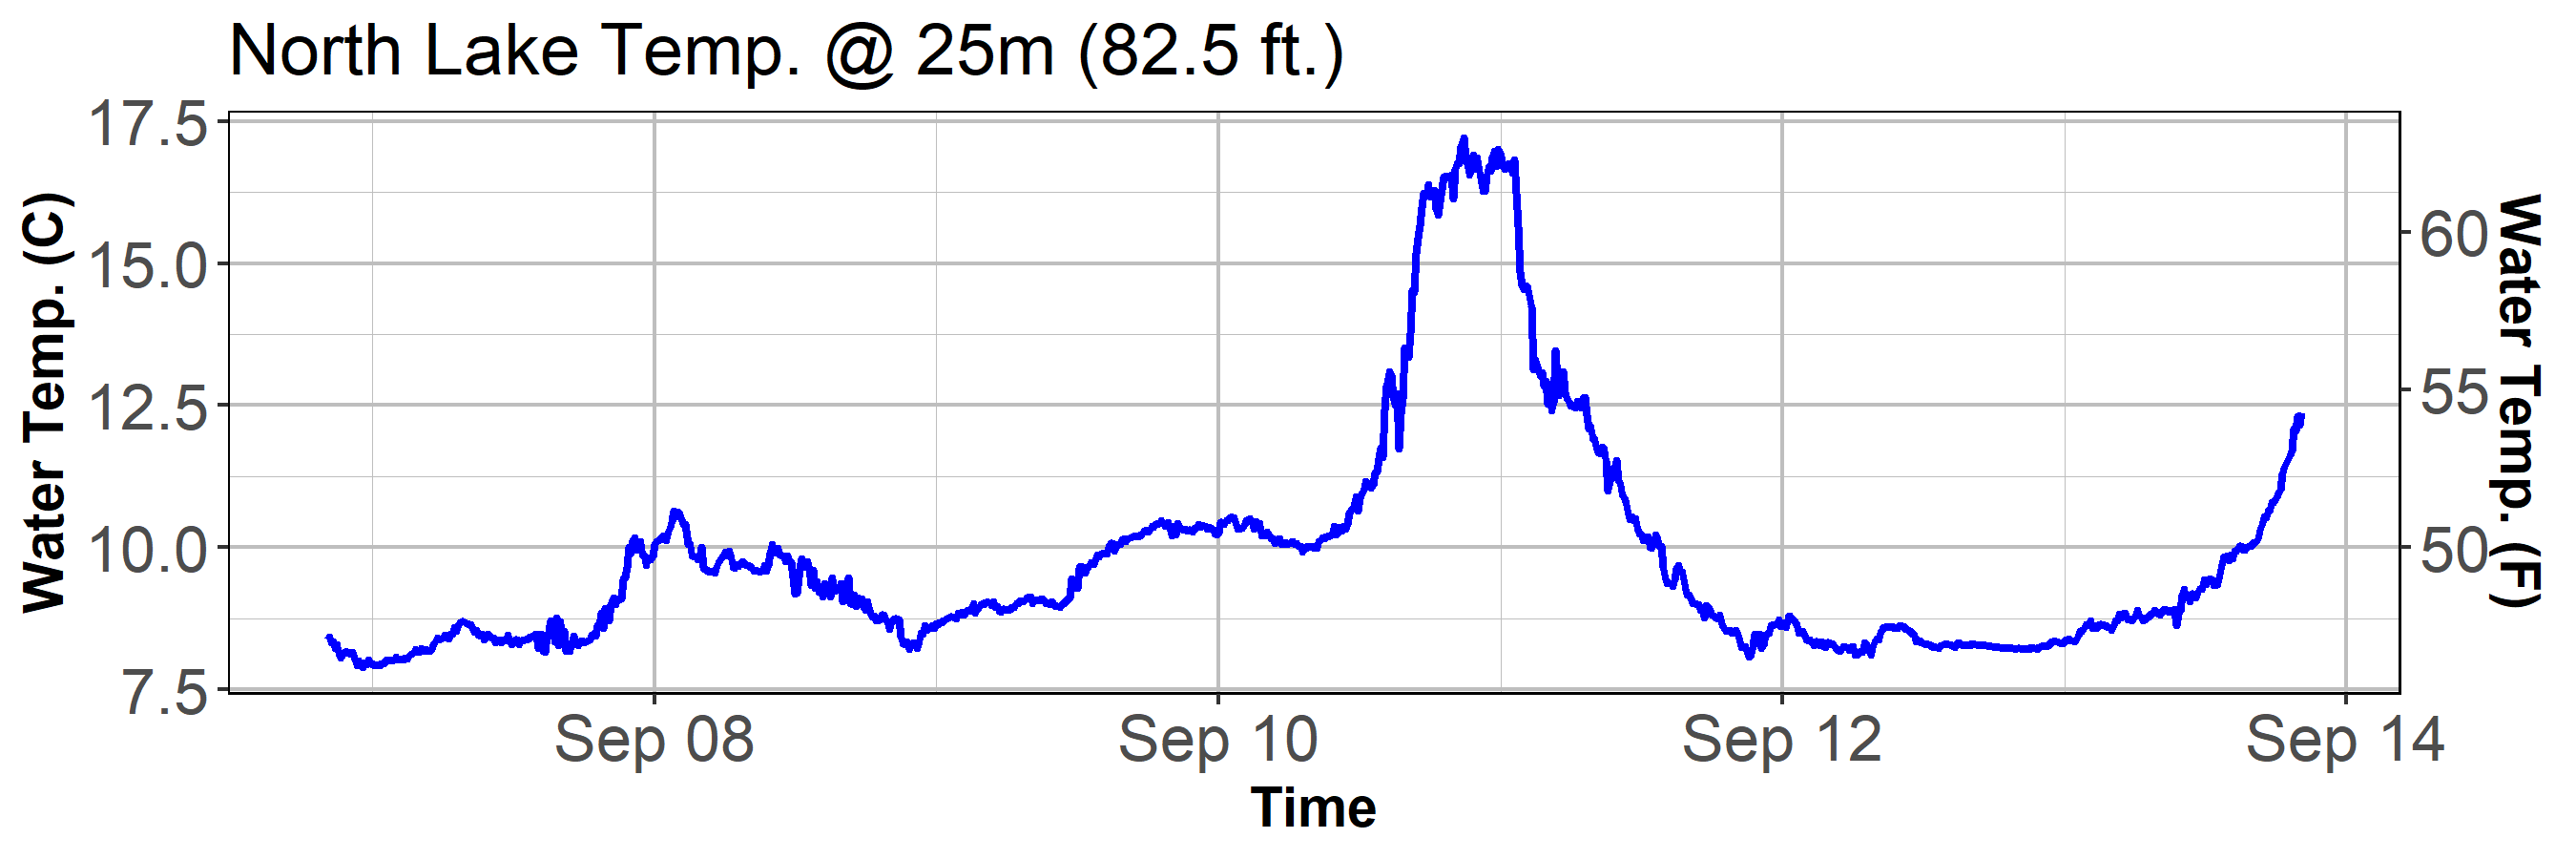 North Lake Temp. @ 25m (82.5 ft.)
17.5
15.0
12.5
10.0
7.5
Water Temp. (C)
60
55
50
Water Temp. (F)
Sep 08
Sep 10
Sep 12
Sep 14
Time